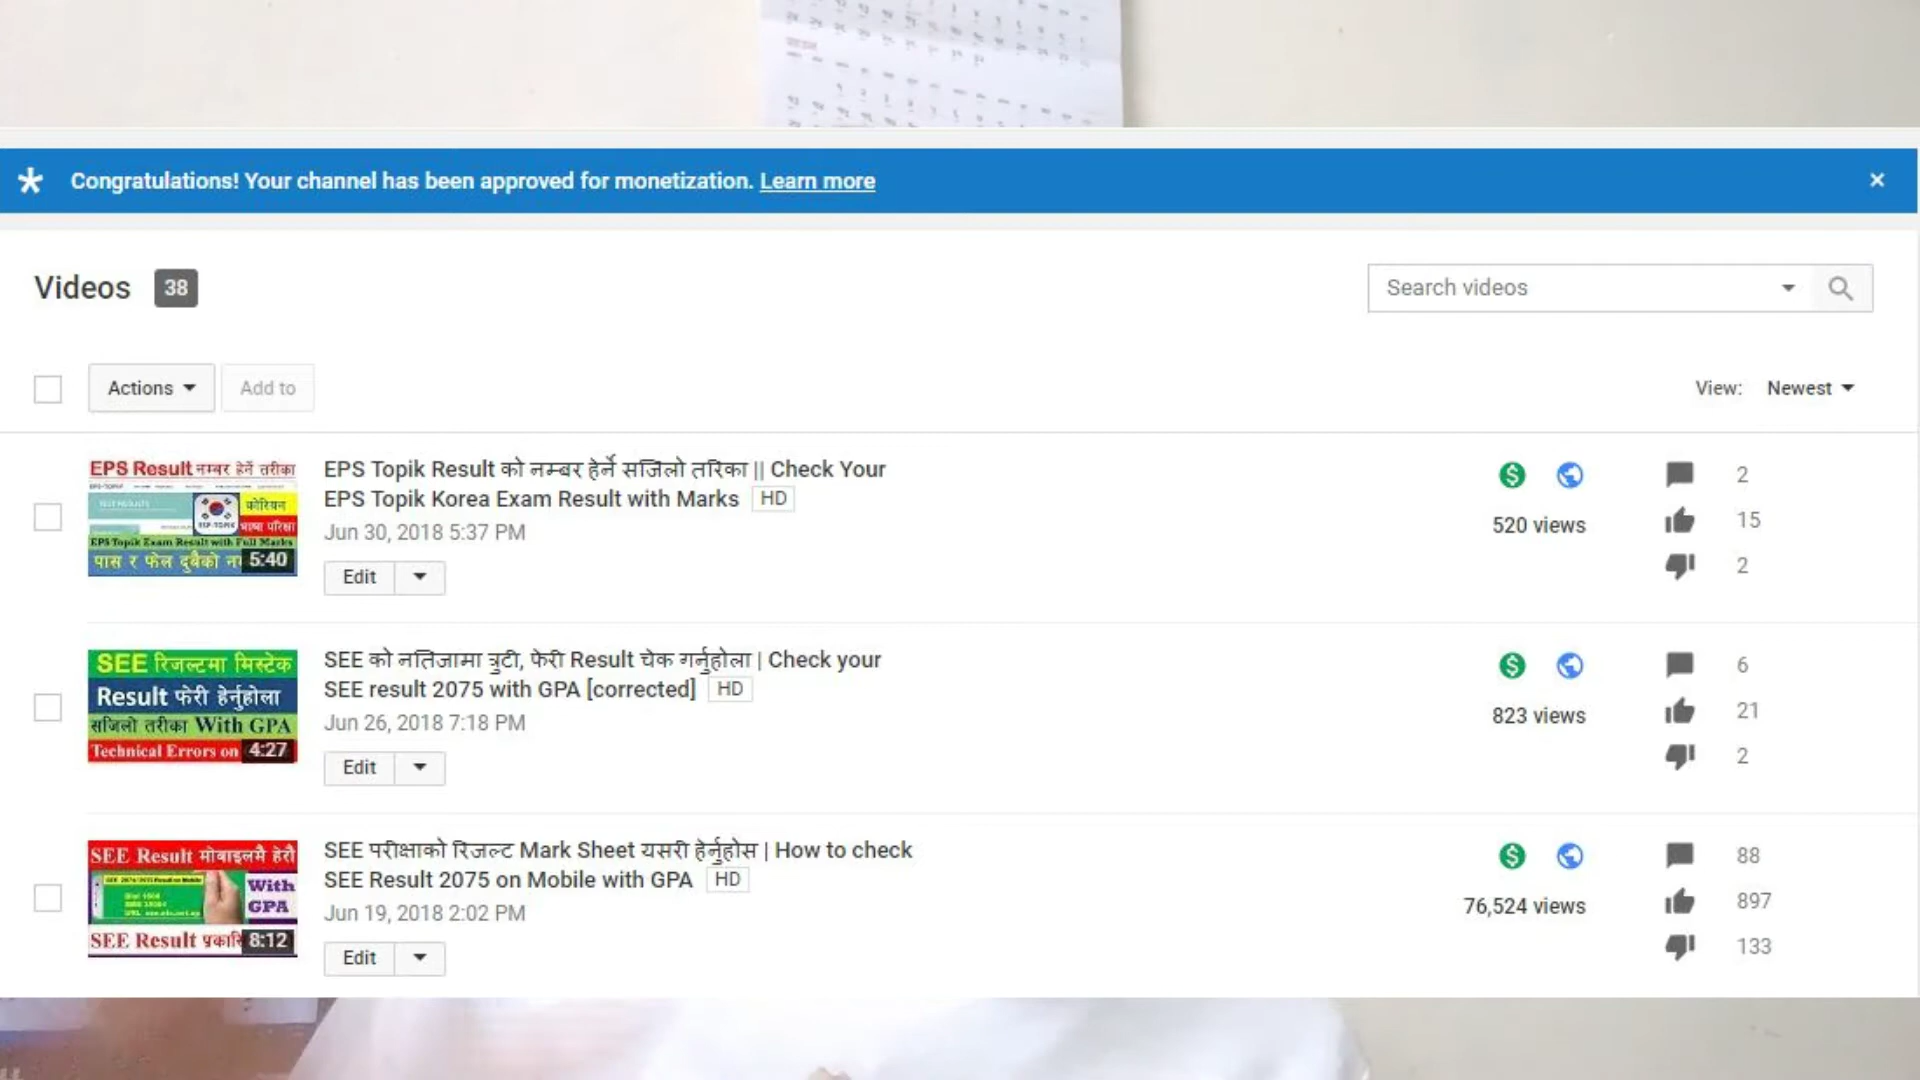 Congratulations! Your channel has been approved for monetization. Learn more
Videos 38
Search videos
Actions
Add to
View: Newest
EPS Result नम्बर हेर्ने तरीका
कोरियन
भाषा परिक्षा
EPS Topik Exam Result with Full Marks
पास र फेल दुबैको
5:40
EPS Topik Result को नम्बर हेर्ने सजिलो तरिका || Check Your
EPS Topik Korea Exam Result with Marks HD
Jun 30, 2018 5:37 PM
Edit
520 views
2
15
2
SEE रिजल्टमा मिस्टेक
Result फेरी हेर्नुहोला
सजिलो तरीका With GPA
Technical Errors on 4:27
SEE को नतिजामा त्रुटी, फेरी Result चेक गर्नुहोला | Check your
SEE result 2075 with GPA [corrected] HD
Jun 26, 2018 7:18 PM
Edit
823 views
6
21
2
SEE Result मोबाइलमै हेरौ
With
GPA
SEE Result
8:12
SEE परीक्षाको रिजल्ट Mark Sheet यसरी हेर्नुहोस | How to check
SEE Result 2075 on Mobile with GPA HD
Jun 19, 2018 2:02 PM
Edit
76,524 views
88
897
133